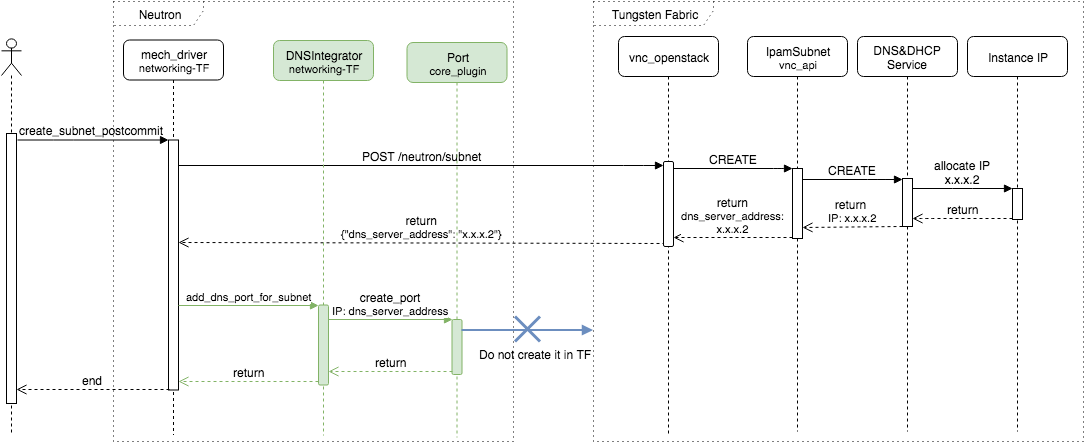 Neutron
Tungsten Fabric
mech_driver
networking-TF
DNSIntegrator
networking-TF
Port
core_plugin
vnc_openstack
IpamSubnet
vnc_api
DNS&DHCP
Service
Instance IP
create_subnet_postcommit
POST /neutron/subnet
CREATE
CREATE
allocate IP
x.x.x.2
return
return
IP: x.x.x.2
return
dns_server_address:
x.x.x.2
return
{"dns_server_address": "x.x.x.2"}
add_dns_port_for_subnet
create_port
IP: dns_server_address
Do not create it in TF
return
return
end